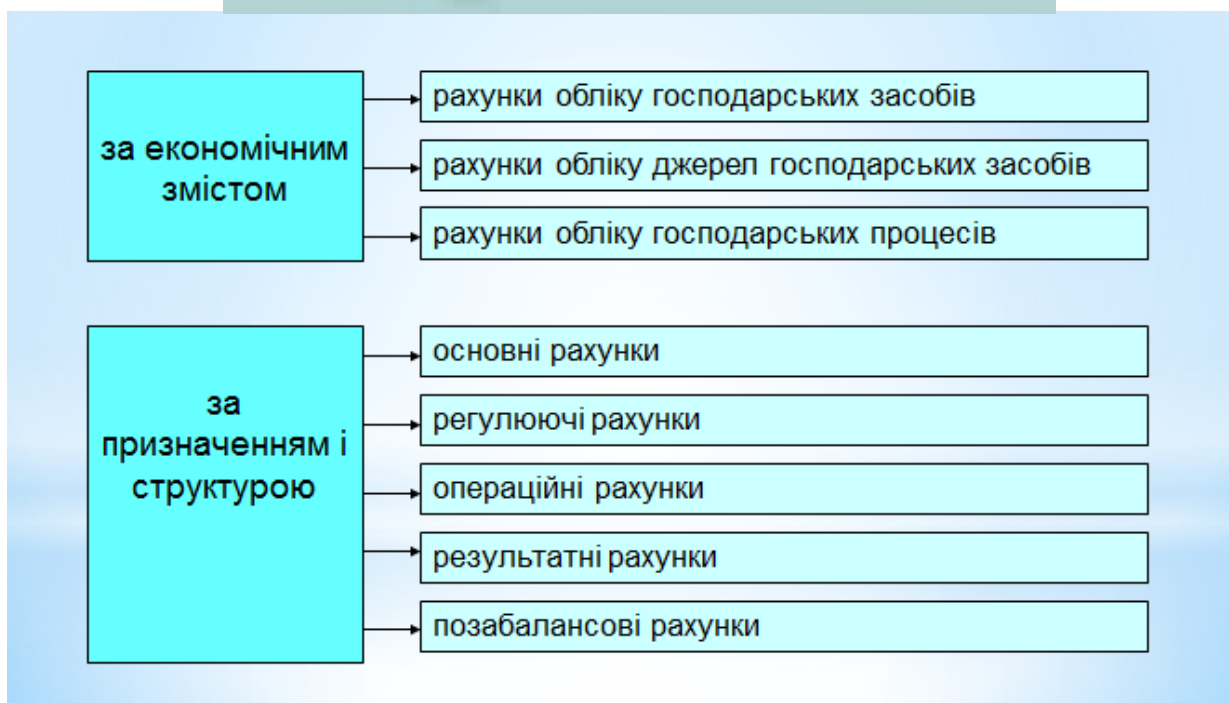 за економічним
змістом
рахунки обліку господарських засобів
рахунки обліку джерел господарських засобів
рахунки обліку господарських процесів
за
призначенням і
структурою
основні рахунки
регулюючі рахунки
операційні рахунки
результатні рахунки
позабалансові рахунки